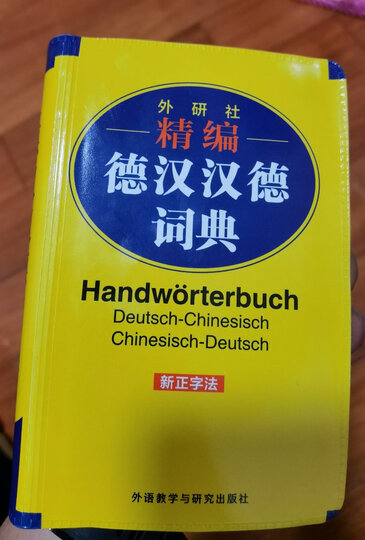 外研社
精编
德汉汉德
词典
Handwörterbuch
Deutsch-Chinesisch
Chinesisch-Deutsch
新正字法
外语教学与研究出版社